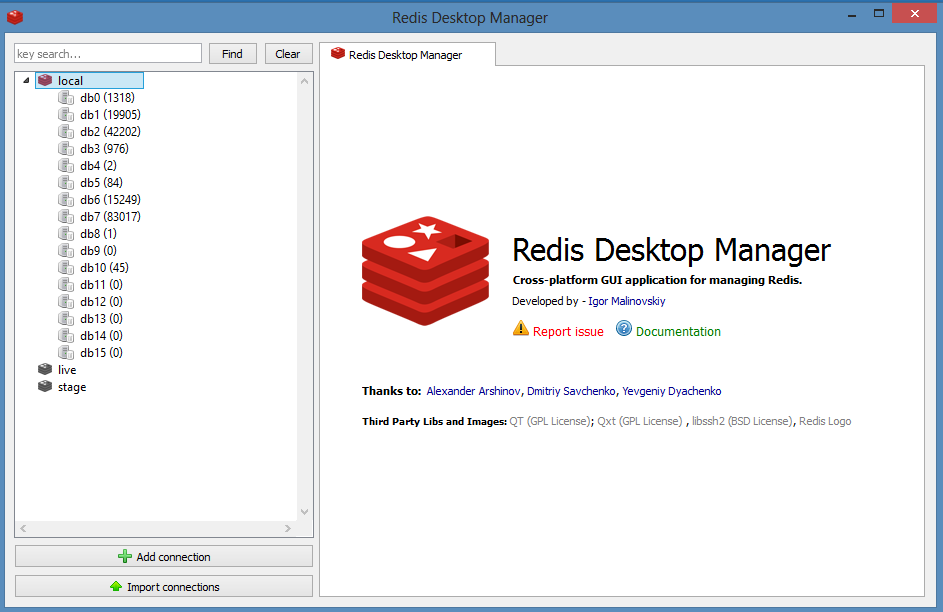 Redis Desktop Manager
key search...
Find
Clear
local
db0 (1318)
db1 (19905)
db2 (42202)
db3 (976)
db4 (2)
db5 (84)
db6 (15249)
db7 (83017)
db8 (1)
db9 (0)
db10 (45)
db11 (0)
db12 (0)
db13 (0)
db14 (0)
db15 (0)
live
stage
Add connection
Import connections
Redis Desktop Manager
Redis Desktop Manager
Cross-platform GUI application for managing Redis.
Developed by - Igor Malinovskiy
Report issue Documentation
Thanks to: Alexander Arshinov, Dmitriy Savchenko, Yevgeniy Dyachenko
Third Party Libs and Images: QT (GPL License); Qxt (GPL License) , libssh2 (BSD License), Redis Logo